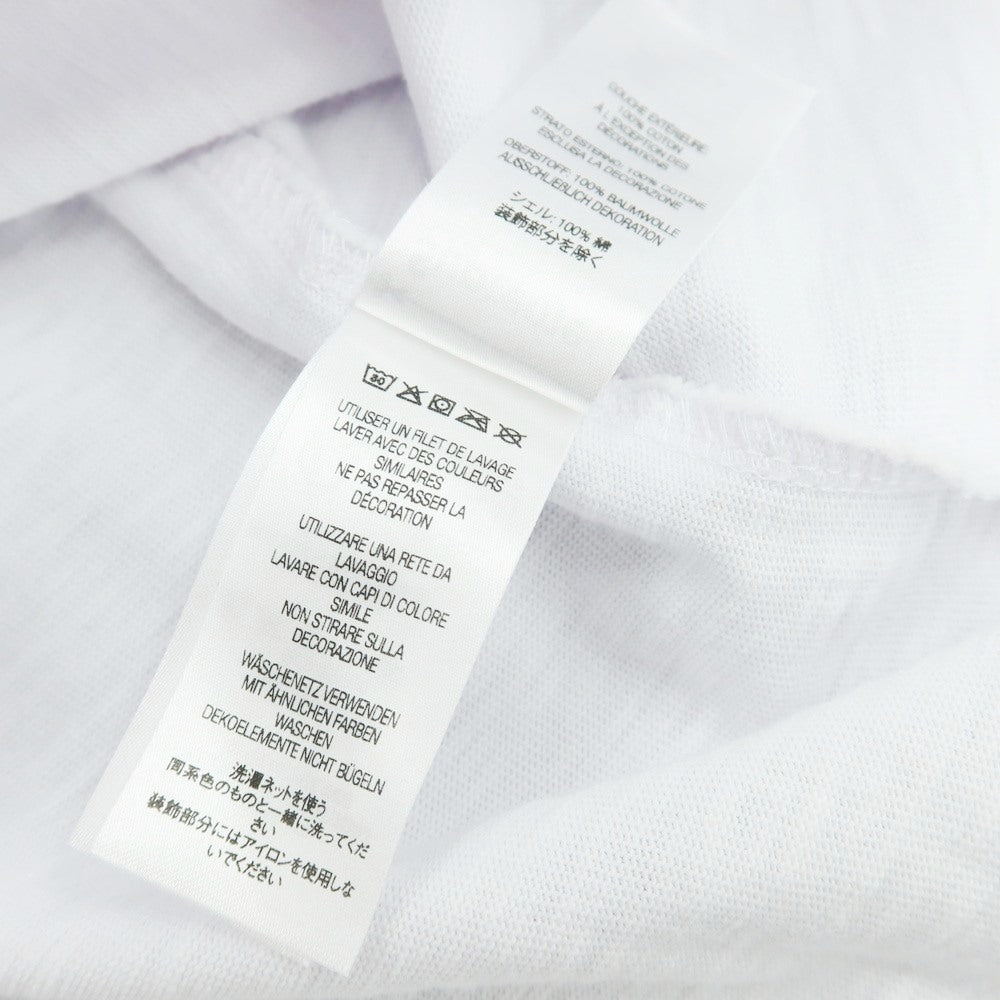 COUCHE EXTÉRIEURE
100% COTON
À L'EXCEPTION DES
DÉCORATIONS
STRATO ESTERNO: 100% COTONE
ESCLUSA LA DECORAZIONE
OBERSTOFF: 100% BAUMWOLLE
AUSSCHLIEßLICH DEKORATION
シェル: 100% 綿
装飾部分を除く
30
UTILISER UN FILET DE LAVAGE
LAVER AVEC DES COULEURS
SIMILAIRES
NE PAS REPASSER LA
DÉCORATION
UTILIZZARE UNA RETE DA
LAVAGGIO
LAVARE CON CAPI DI COLORE
SIMILE
NON STIRARE SULLA
DECORAZIONE
WÄSCHENETZ VERWENDEN
MIT ÄHNLICHEN FARBEN
WASCHEN
DEKOELEMENTE NICHT BÜGELN
洗濯ネットを使う
同系色のものと一緒に洗ってくだ
さい
装飾部分にはアイロンを使用しな
いでください